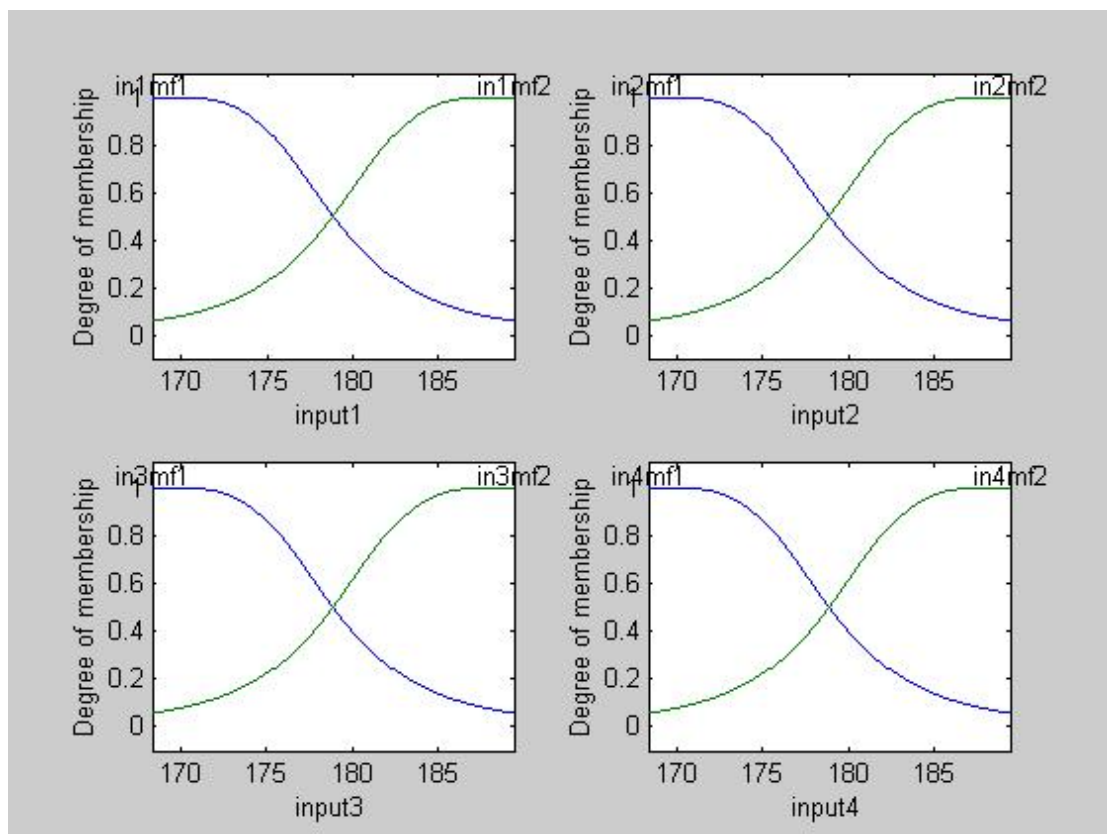 in1mf1 in1mf2
Degree of membership
1
0.8
0.6
0.4
0.2
0
170 175 180 185
input1
in2mf1 in2mf2
Degree of membership
1
0.8
0.6
0.4
0.2
0
170 175 180 185
input2
in3mf1 in3mf2
Degree of membership
1
0.8
0.6
0.4
0.2
0
170 175 180 185
input3
in4mf1 in4mf2
Degree of membership
1
0.8
0.6
0.4
0.2
0
170 175 180 185
input4